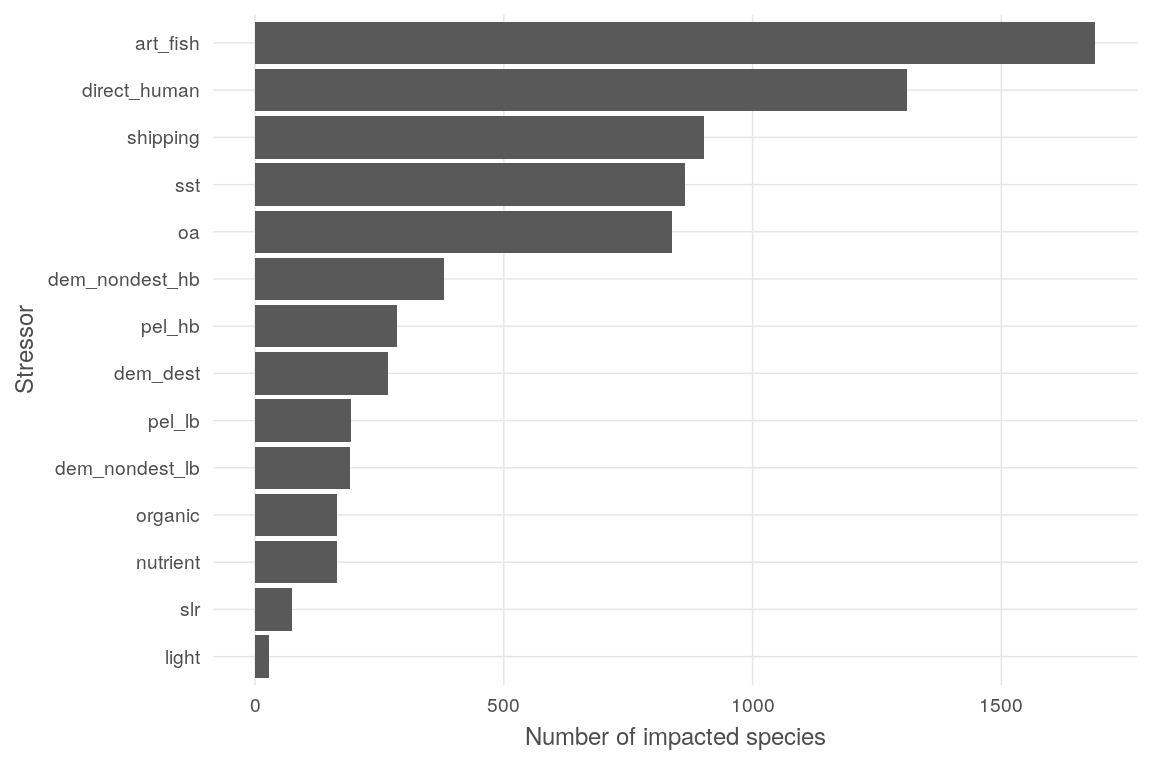 art_fish
direct_human
shipping
sst
oa
dem_nondest_hb
pel_hb
dem_dest
pel_lb
dem_nondest_lb
organic
nutrient
slr
light
Stressor
0 500 1000 1500
Number of impacted species